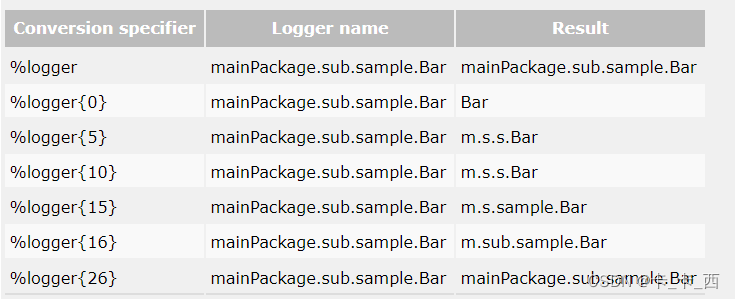 Conversion specifier Logger name Result
%logger mainPackage.sub.sample.Bar mainPackage.sub.sample.Bar
%logger{0} mainPackage.sub.sample.Bar Bar
%logger{5} mainPackage.sub.sample.Bar m.s.s.Bar
%logger{10} mainPackage.sub.sample.Bar m.s.s.Bar
%logger{15} mainPackage.sub.sample.Bar m.s.sample.Bar
%logger{16} mainPackage.sub.sample.Bar m.sub.sample.Bar
%logger{26} mainPackage.sub.sample.Bar mainPackage.sub.sample.Bar
CSDN @卡_卡_西